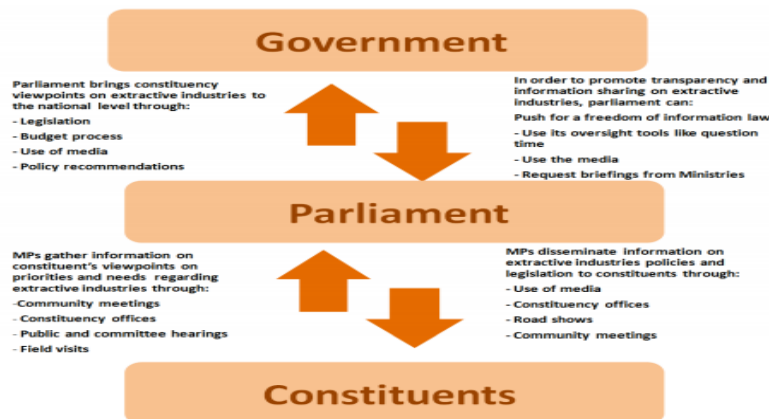 Government
Parliament brings constituency
viewpoints on extractive industries to
the national level through:
- Legislation
- Budget process
- Use of media
- Policy recommendations
In order to promote transparency and
information sharing on extractive
industries, parliament can:
Push for a freedom of information law
- Use its oversight tools like question
time
- Use the media
- Request briefings from Ministries
Parliament
MPs gather information on
constituent's viewpoints on
priorities and needs regarding
extractive industries through:
-Community meetings
- Constituency offices
- Public and committee hearings
- Field visits
MPs disseminate information on
extractive industries policies and
legislation to constituents through:
- Use of media
- Constituency offices
- Road shows
- Community meetings
Constituents